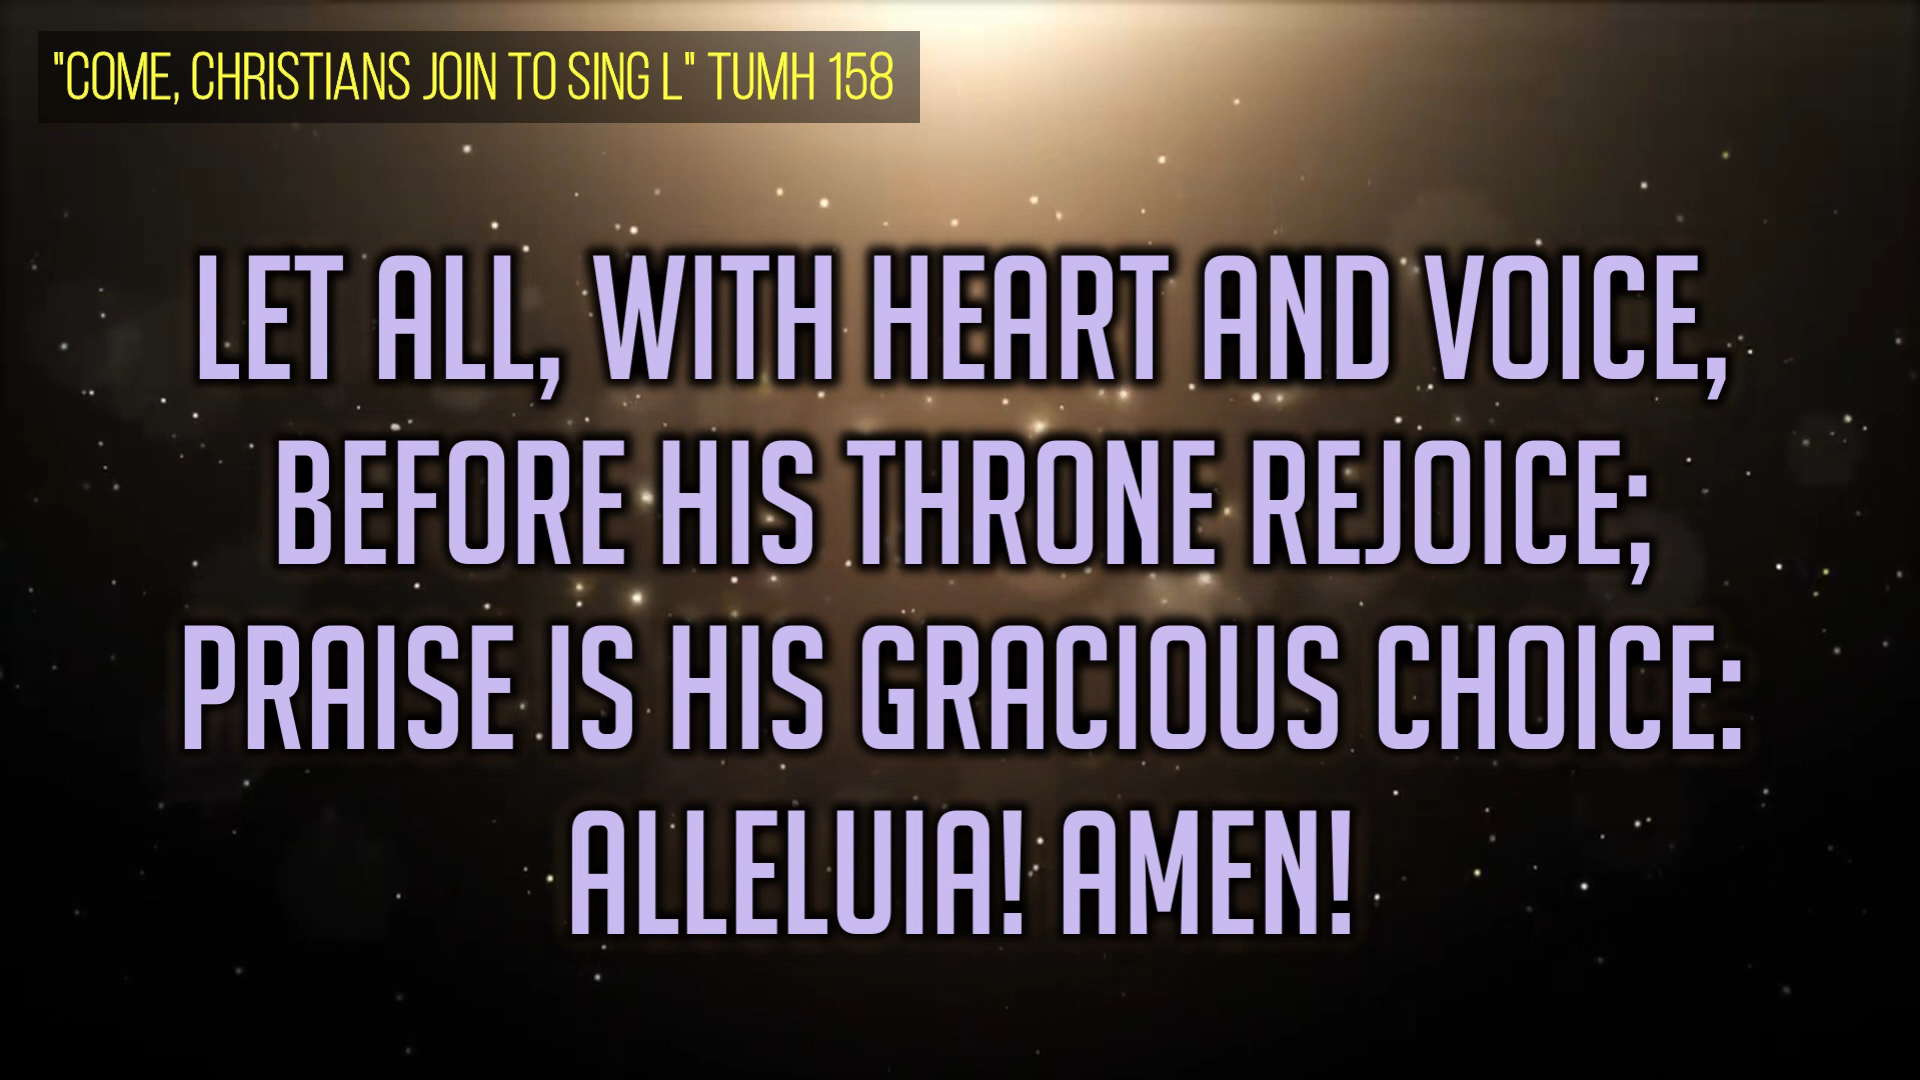 "COME, CHRISTIANS JOIN TO SING L" TUMH 158
LET ALL, WITH HEART AND VOICE,
BEFORE HIS THRONE REJOICE;
PRAISE IS HIS GRACIOUS CHOICE:
ALLELUIA! AMEN!